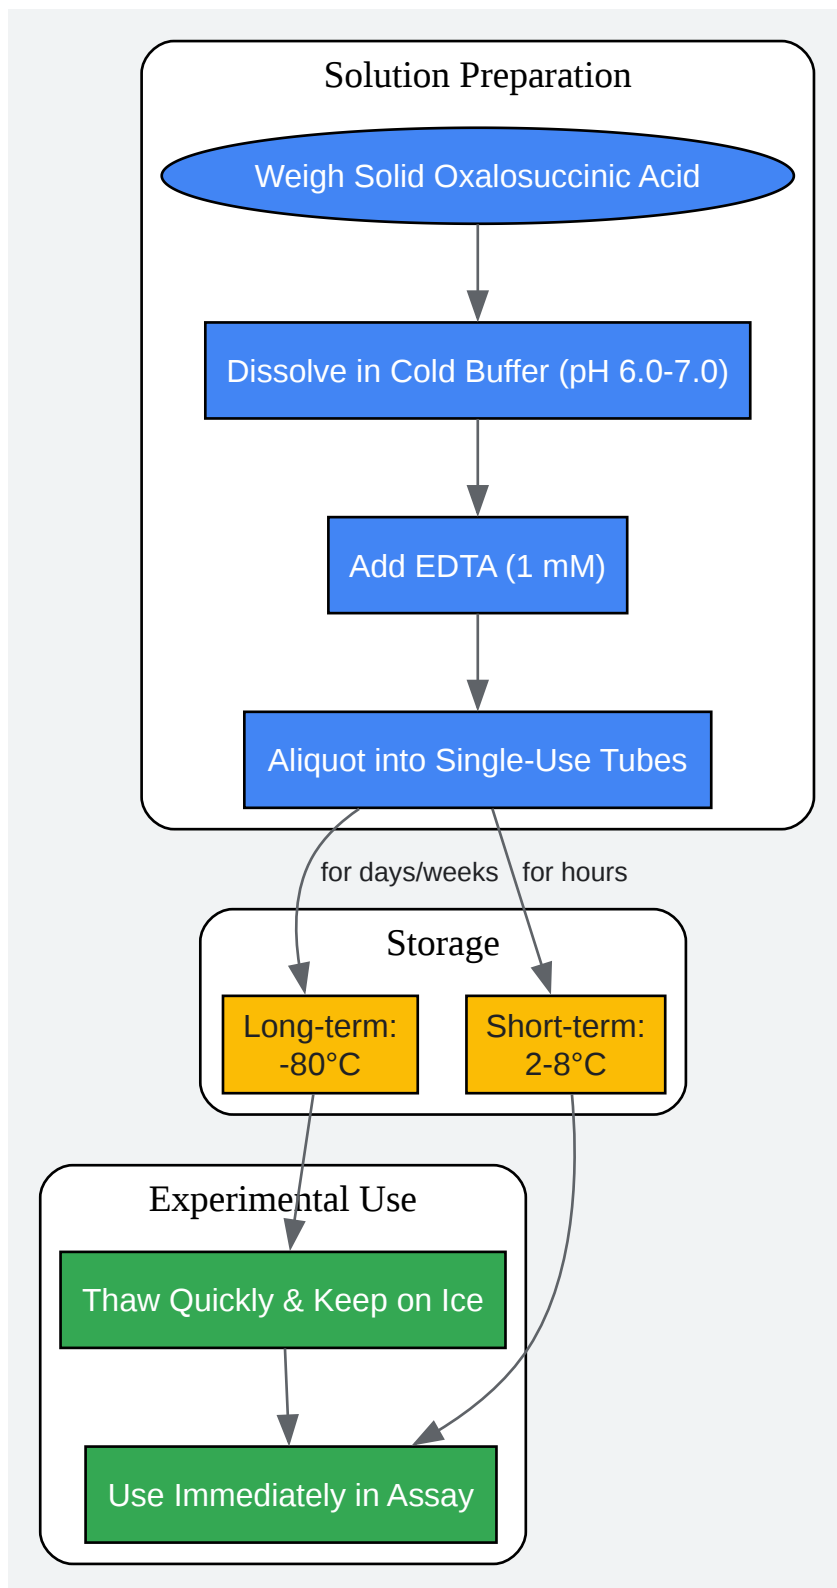 Solution Preparation
Weigh Solid Oxalosuccinic Acid
Dissolve in Cold Buffer (pH 6.0-7.0)
Add EDTA (1 mM)
Aliquot into Single-Use Tubes
for days/weeks
for hours
Storage
Long-term:
-80°C
Short-term:
2-8°C
Experimental Use
Thaw Quickly & Keep on Ice
Use Immediately in Assay